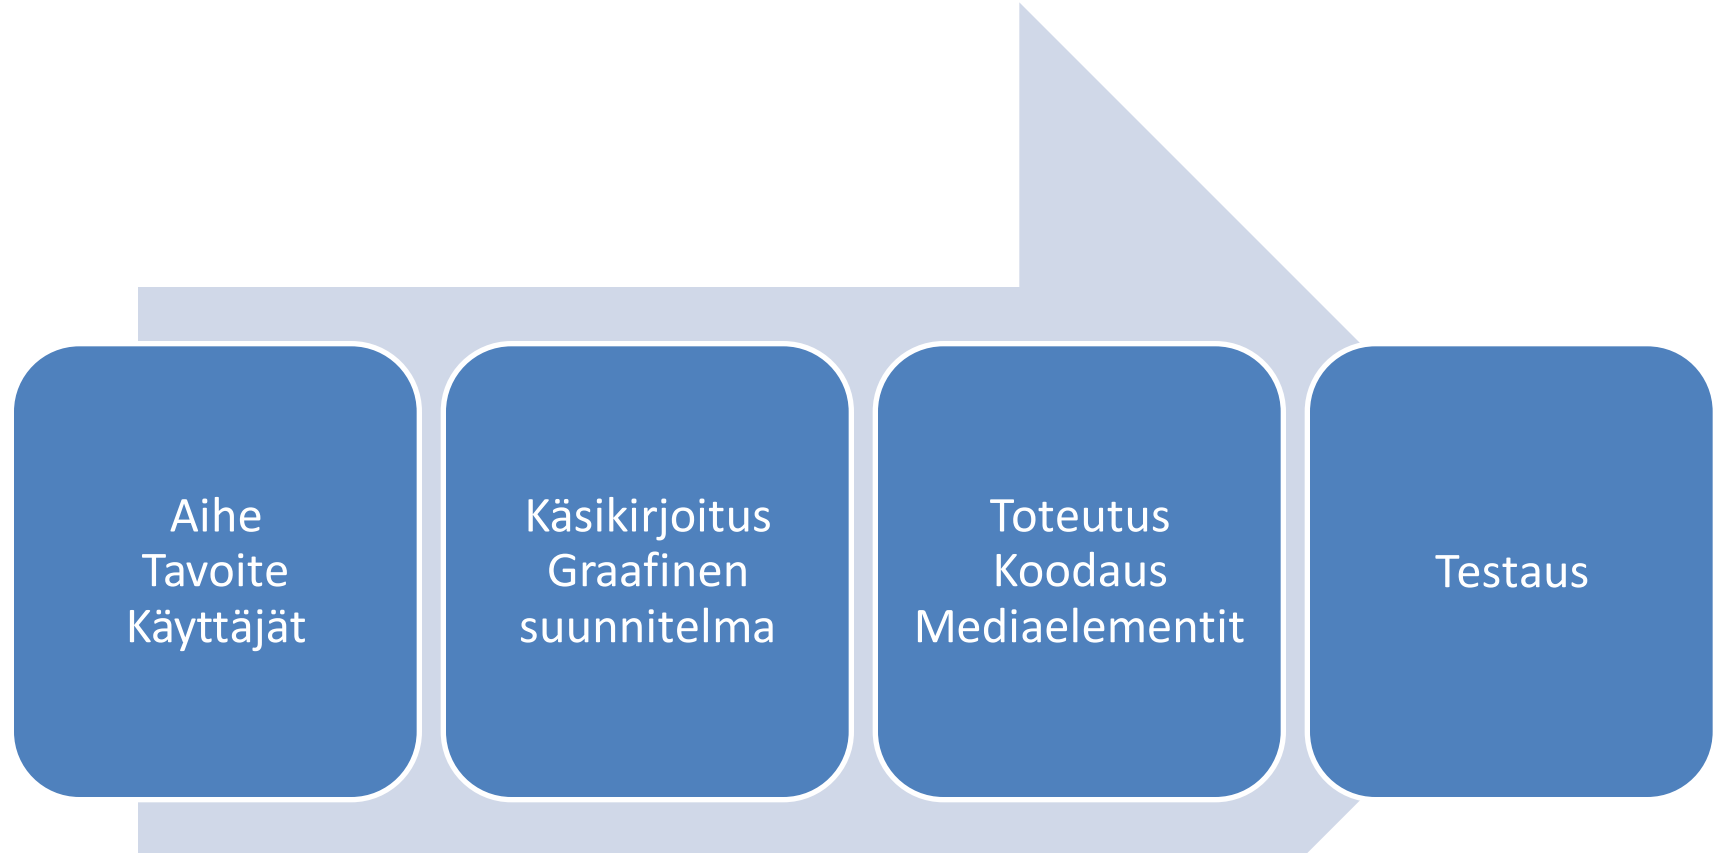 Aihe
Tavoite
Käyttäjät
Käsikirjoitus
Graafinen
suunnitelma
Toteutus
Koodaus
Mediaelementit
Testaus